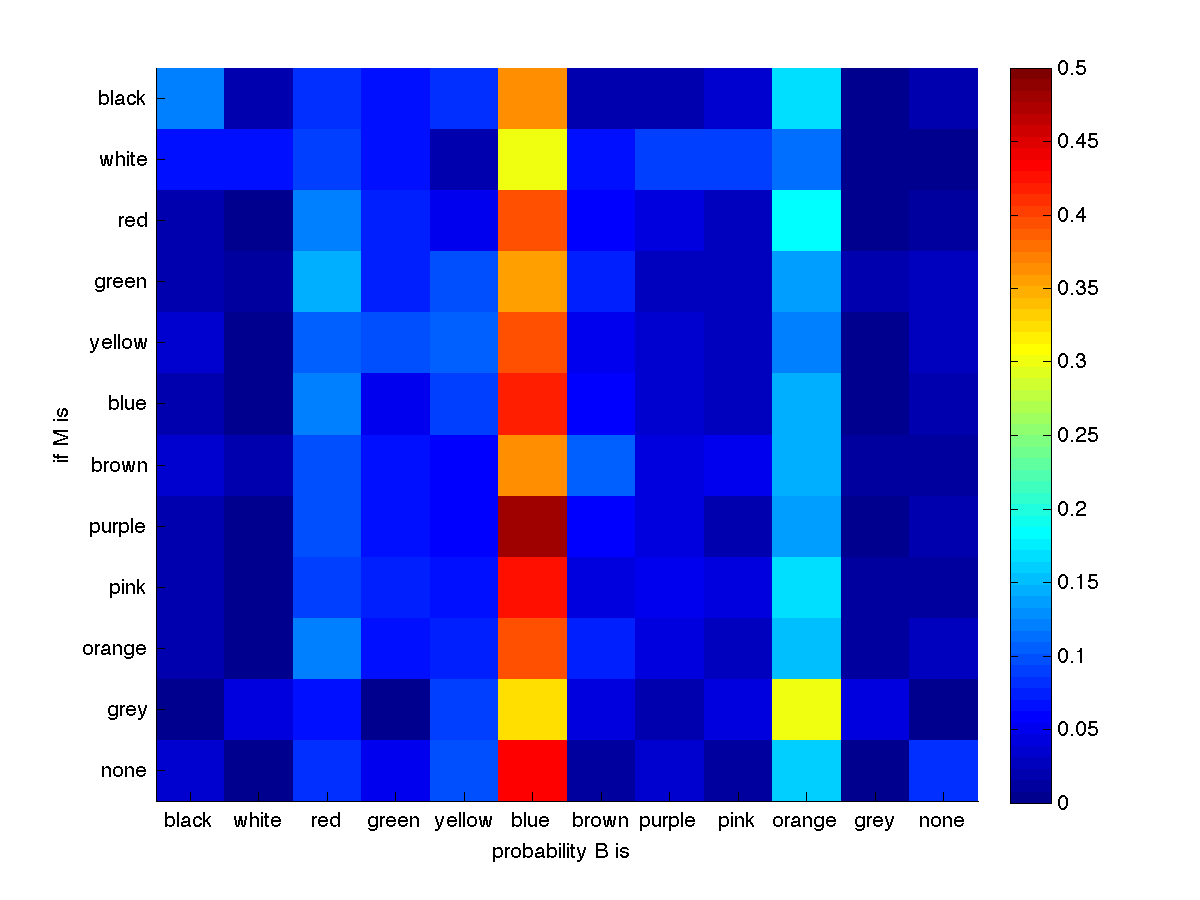 black
white
red
green
yellow
blue
brown
purple
pink
orange
grey
none
if M is
black white red green yellow blue brown purple pink orange grey none
probability B is
0.5
0.45
0.4
0.35
0.3
0.25
0.2
0.15
0.1
0.05
0